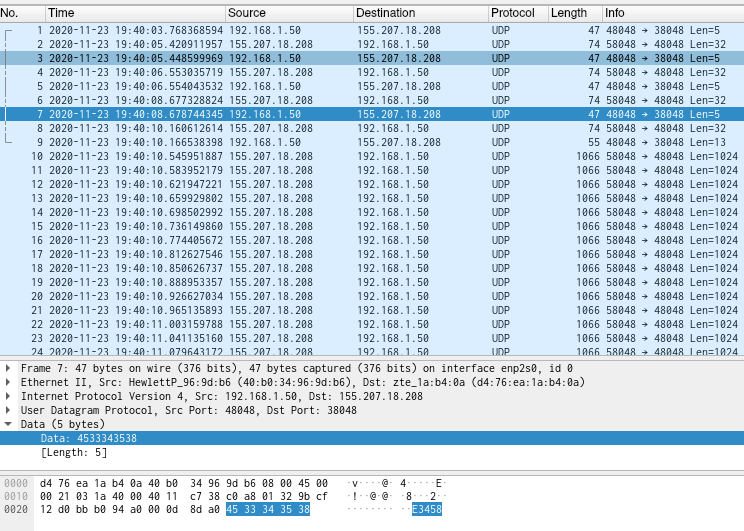 No. Time Source Destination Protocol Length Info
1 2020-11-23 19:40:03.768368594 192.168.1.50 155.207.18.208 UDP 47 48048 → 38048 Len=5
2 2020-11-23 19:40:05.420911957 155.207.18.208 192.168.1.50 UDP 74 58048 → 48048 Len=32
3 2020-11-23 19:40:05.448599969 192.168.1.50 155.207.18.208 UDP 47 48048 → 38048 Len=5
4 2020-11-23 19:40:06.553035719 155.207.18.208 192.168.1.50 UDP 74 58048 → 48048 Len=32
5 2020-11-23 19:40:06.554043532 192.168.1.50 155.207.18.208 UDP 47 48048 → 38048 Len=5
6 2020-11-23 19:40:08.677328824 155.207.18.208 192.168.1.50 UDP 74 58048 → 48048 Len=32
7 2020-11-23 19:40:08.678744345 192.168.1.50 155.207.18.208 UDP 47 48048 → 38048 Len=5
8 2020-11-23 19:40:10.160612614 155.207.18.208 192.168.1.50 UDP 74 58048 → 48048 Len=32
9 2020-11-23 19:40:10.166538398 192.168.1.50 155.207.18.208 UDP 55 48048 → 38048 Len=13
10 2020-11-23 19:40:10.545951887 155.207.18.208 192.168.1.50 UDP 1066 58048 → 48048 Len=1024
11 2020-11-23 19:40:10.583952179 155.207.18.208 192.168.1.50 UDP 1066 58048 → 48048 Len=1024
12 2020-11-23 19:40:10.621947221 155.207.18.208 192.168.1.50 UDP 1066 58048 → 48048 Len=1024
13 2020-11-23 19:40:10.659929802 155.207.18.208 192.168.1.50 UDP 1066 58048 → 48048 Len=1024
14 2020-11-23 19:40:10.698502992 155.207.18.208 192.168.1.50 UDP 1066 58048 → 48048 Len=1024
15 2020-11-23 19:40:10.736149860 155.207.18.208 192.168.1.50 UDP 1066 58048 → 48048 Len=1024
16 2020-11-23 19:40:10.774405672 155.207.18.208 192.168.1.50 UDP 1066 58048 → 48048 Len=1024
17 2020-11-23 19:40:10.812627546 155.207.18.208 192.168.1.50 UDP 1066 58048 → 48048 Len=1024
18 2020-11-23 19:40:10.850626737 155.207.18.208 192.168.1.50 UDP 1066 58048 → 48048 Len=1024
19 2020-11-23 19:40:10.888953357 155.207.18.208 192.168.1.50 UDP 1066 58048 → 48048 Len=1024
20 2020-11-23 19:40:10.926627034 155.207.18.208 192.168.1.50 UDP 1066 58048 → 48048 Len=1024
21 2020-11-23 19:40:10.965135893 155.207.18.208 192.168.1.50 UDP 1066 58048 → 48048 Len=1024
22 2020-11-23 19:40:11.003159788 155.207.18.208 192.168.1.50 UDP 1066 58048 → 48048 Len=1024
23 2020-11-23 19:40:11.041135160 155.207.18.208 192.168.1.50 UDP 1066 58048 → 48048 Len=1024
24 2020-11-23 19:40:11.079643172 155.207.18.208 192.168.1.50 UDP 1066 58048 → 48048 Len=1024
Frame 7: 47 bytes on wire (376 bits), 47 bytes captured (376 bits) on interface enp2s0, id 0
Ethernet II, Src: HewlettP_96:9d:b6 (40:b0:34:96:9d:b6), Dst: zte_1a:b4:0a (d4:76:ea:1a:b4:0a)
Internet Protocol Version 4, Src: 192.168.1.50, Dst: 155.207.18.208
User Datagram Protocol, Src Port: 48048, Dst Port: 38048
Data (5 bytes)
Data: 4533343538
[Length: 5]
0000 d4 76 ea 1a b4 0a 40 b0 34 96 9d b6 08 00 45 00 ·v····@· 4·····E·
0010 00 21 03 1a 40 00 40 11 c7 38 c0 a8 01 32 9b cf ·!··@·@· ·8···2··
0020 12 d0 bb b0 94 a0 00 0d 8d a0 45 33 34 35 38 ········ ··E3458